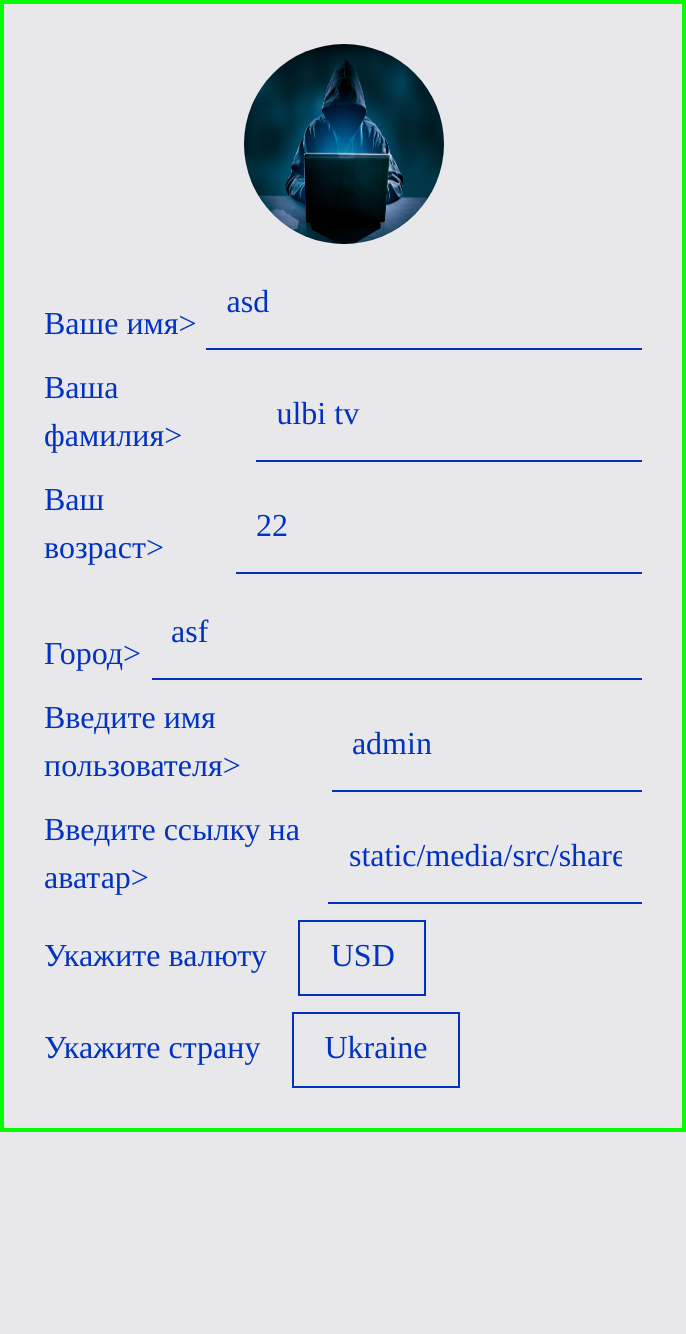 Ваше имя> asd
Ваша
фамилия> ulbi tv
Ваш
возраст> 22
Город> asf
Введите имя
пользователя> admin
Введите ссылку на
аватар> static/media/src/share
Укажите валюту USD
Укажите страну Ukraine